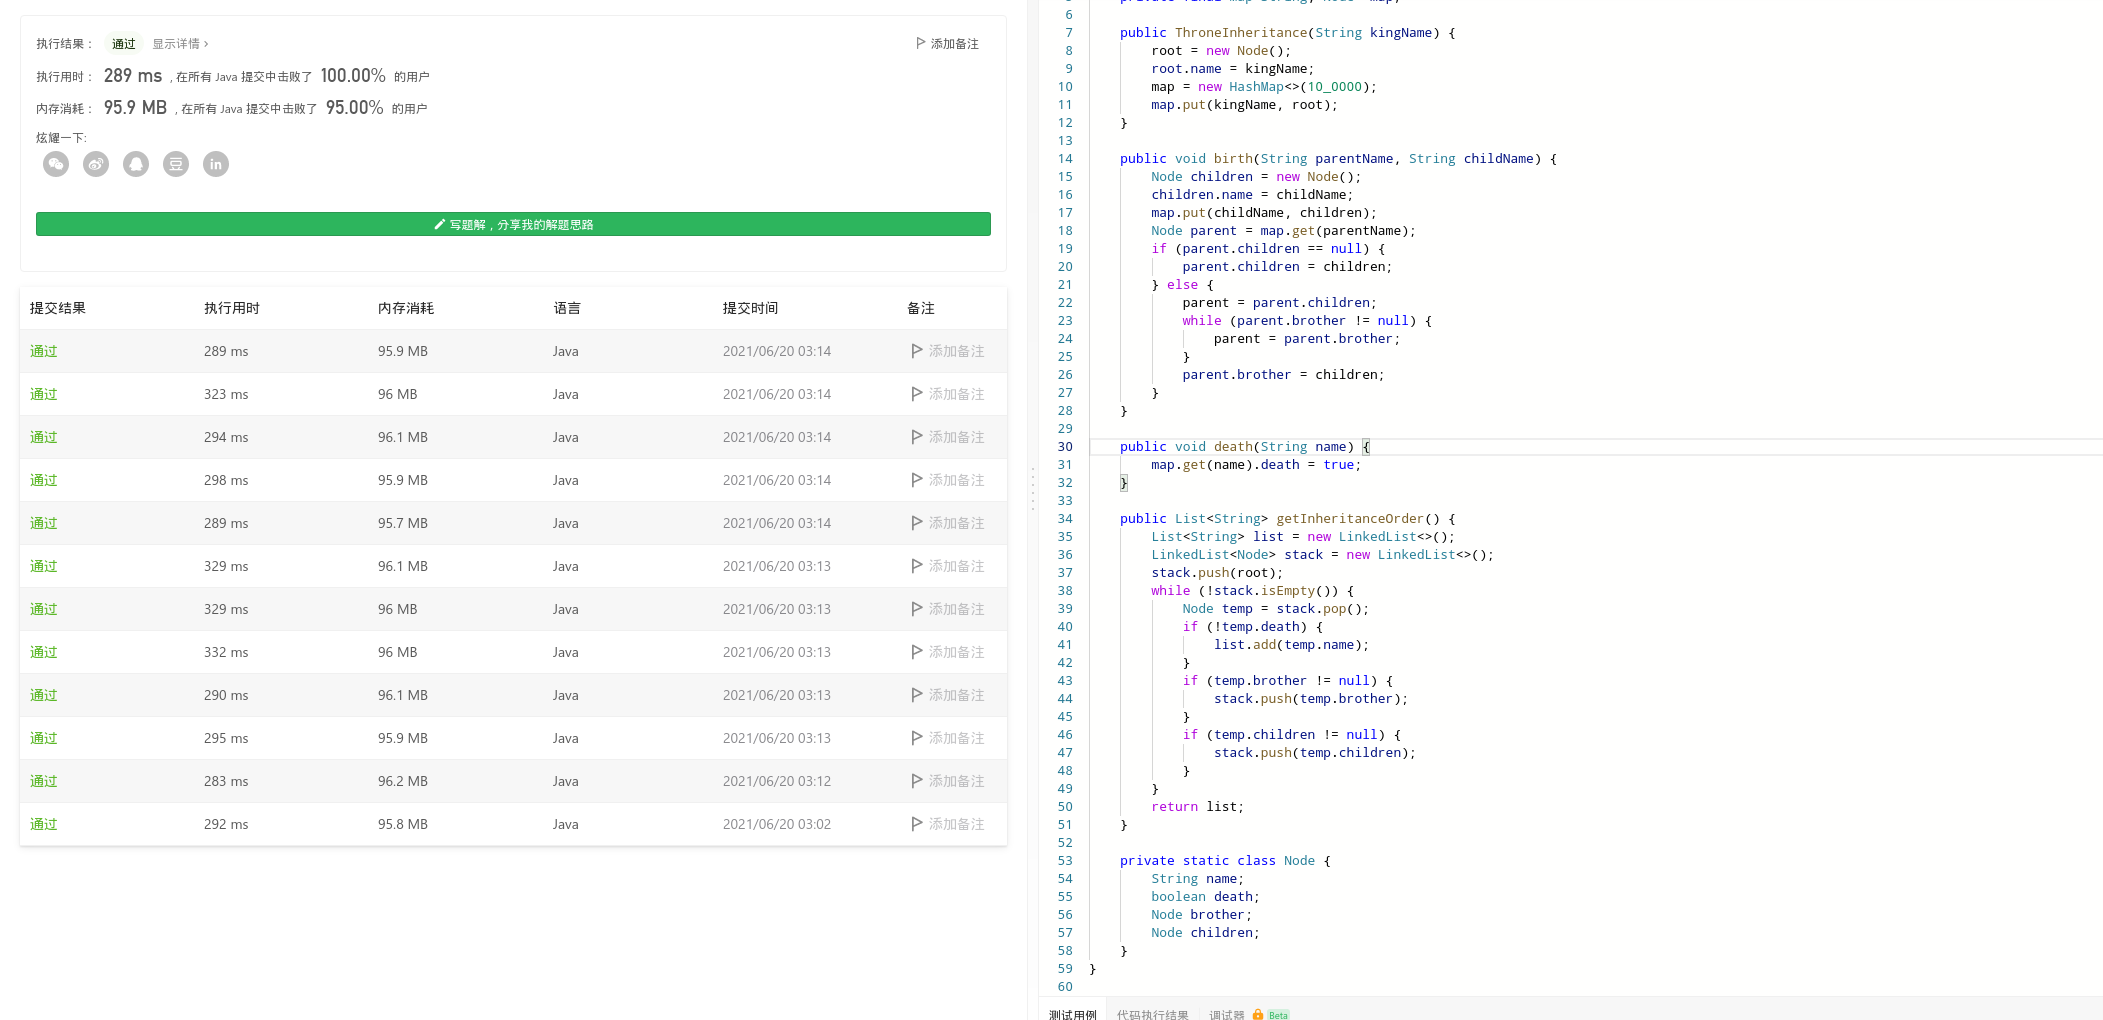 执行结果： 通过 显示详情 ›
添加备注
执行用时： 289 ms , 在所有 Java 提交中击败了 100.00% 的用户
内存消耗： 95.9 MB , 在所有 Java 提交中击败了 95.00% 的用户
炫耀一下:
豆 in
写题解，分享我的解题思路
提交结果 执行用时 内存消耗 语言 提交时间 备注
通过 289 ms 95.9 MB Java 2021/06/20 03:14 添加备注
通过 323 ms 96 MB Java 2021/06/20 03:14 添加备注
通过 294 ms 96.1 MB Java 2021/06/20 03:14 添加备注
通过 298 ms 95.9 MB Java 2021/06/20 03:14 添加备注
通过 289 ms 95.7 MB Java 2021/06/20 03:14 添加备注
通过 329 ms 96.1 MB Java 2021/06/20 03:13 添加备注
通过 329 ms 96 MB Java 2021/06/20 03:13 添加备注
通过 332 ms 96 MB Java 2021/06/20 03:13 添加备注
通过 290 ms 96.1 MB Java 2021/06/20 03:13 添加备注
通过 295 ms 95.9 MB Java 2021/06/20 03:13 添加备注
通过 283 ms 96.2 MB Java 2021/06/20 03:12 添加备注
通过 292 ms 95.8 MB Java 2021/06/20 03:02 添加备注
6
7 public ThroneInheritance(String kingName) {
8 root = new Node();
9 root.name = kingName;
10 map = new HashMap<>(10_0000);
11 map.put(kingName, root);
12 }
13
14 public void birth(String parentName, String childName) {
15 Node children = new Node();
16 children.name = childName;
17 map.put(childName, children);
18 Node parent = map.get(parentName);
19 if (parent.children == null) {
20 parent.children = children;
21 } else {
22 parent = parent.children;
23 while (parent.brother != null) {
24 parent = parent.brother;
25 }
26 parent.brother = children;
27 }
28 }
29
30 public void death(String name) {
31 map.get(name).death = true;
32 }
33
34 public List<String> getInheritanceOrder() {
35 List<String> list = new LinkedList<>();
36 LinkedList<Node> stack = new LinkedList<>();
37 stack.push(root);
38 while (!stack.isEmpty()) {
39 Node temp = stack.pop();
40 if (!temp.death) {
41 list.add(temp.name);
42 }
43 if (temp.brother != null) {
44 stack.push(temp.brother);
45 }
46 if (temp.children != null) {
47 stack.push(temp.children);
48 }
49 }
50 return list;
51 }
52
53 private static class Node {
54 String name;
55 boolean death;
56 Node brother;
57 Node children;
58 }
59 }
60
测试用例 代码执行结果 调试器 Beta